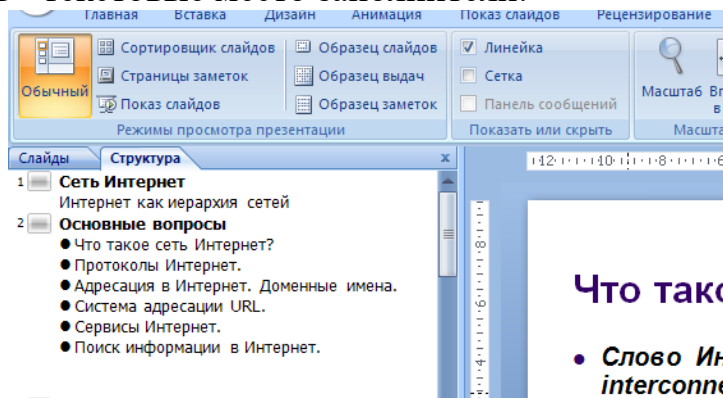 Главная Вставка Дизайн Анимация Показ слайдов Рецензирование
Обычный
Сортировщик слайдов
Страницы заметок
Показ слайдов
Образец слайдов
Образец выдач
Образец заметок
Режимы просмотра презентации
Линейка
Сетка
Панель сообщений
Показать или скрыть
Масштаб
в
Слайды Структура x
1 Сеть Интернет
Интернет как иерархия сетей
2 Основные вопросы
● Что такое сеть Интернет?
● Протоколы Интернет.
● Адресация в Интернет. Доменные имена.
● Система адресации URL.
● Сервисы Интернет.
● Поиск информации в Интернет.
Что
• Слово